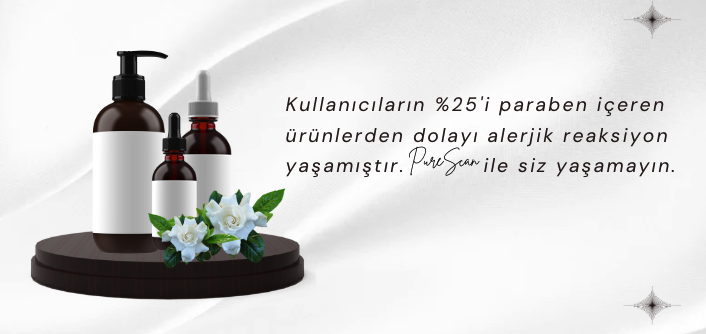 Kullanıcıların %25'i paraben içeren
ürünlerden dolayı alerjik reaksiyon
yaşamıştır. PureScan ile siz yaşamayın.